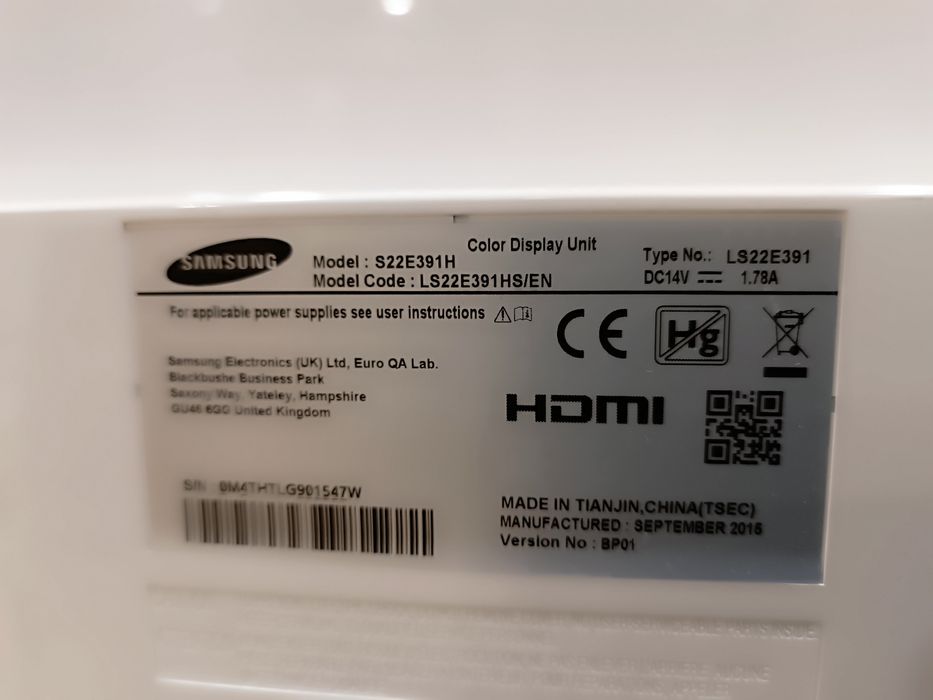 SAMSUNG
Color Display Unit
Model : S22E391H
Model Code : LS22E391HS/EN
Type No.: LS22E391
DC14V 1.78A
For applicable power supplies see user instructions
CE
Hg
Samsung Electronics (UK) Ltd, Euro QA Lab.
Blackbushe Business Park
Saxony Way, Yateley, Hampshire
GU46 6GG United Kingdom
HDMI
S/N 0M4THTLG901547W
MADE IN TIANJIN,CHINA(TSEC)
MANUFACTURED : SEPTEMBER 2015
Version No : BP01